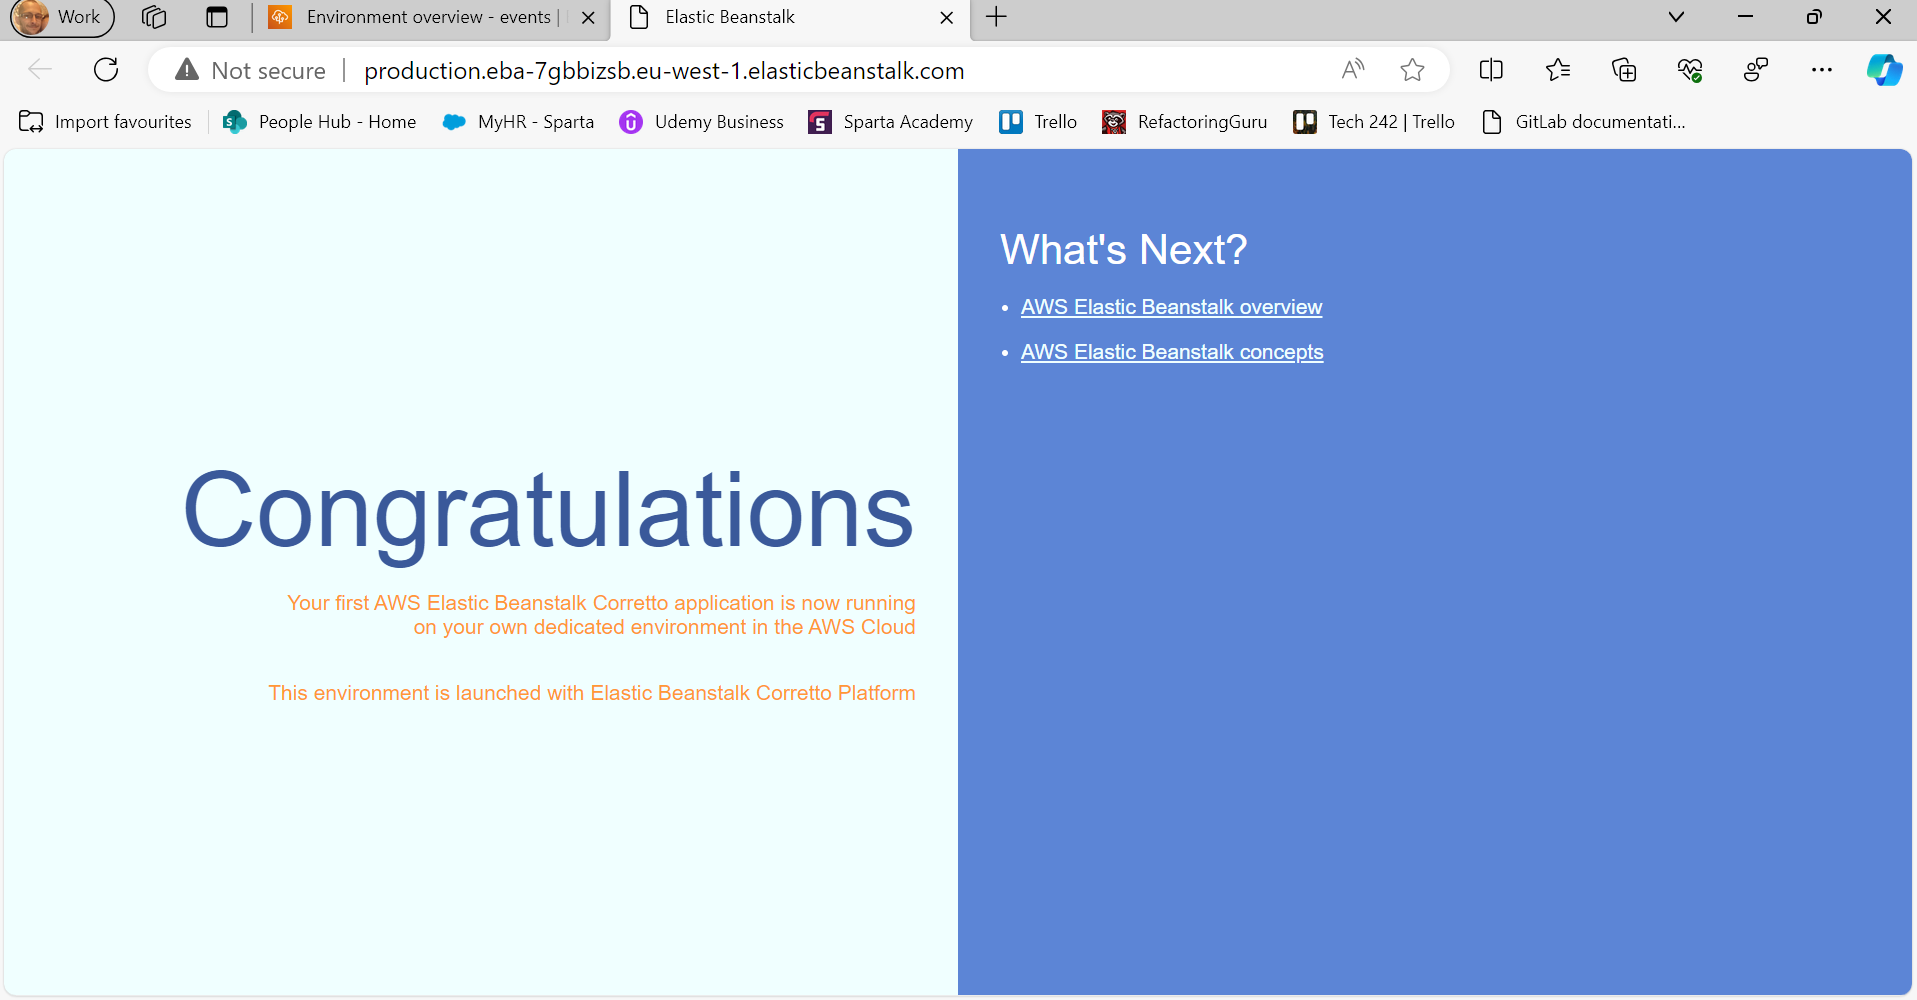 Work
Environment overview - events |
Elastic Beanstalk
Not secure
production.eba-7gbbizsb.eu-west-1.elasticbeanstalk.com
Import favourites
People Hub - Home
MyHR - Sparta
Udemy Business
Sparta Academy
Trello
RefactoringGuru
Tech 242 | Trello
GitLab documentati...
Congratulations
Your first AWS Elastic Beanstalk Corretto application is now running
on your own dedicated environment in the AWS Cloud
This environment is launched with Elastic Beanstalk Corretto Platform
What's Next?
AWS Elastic Beanstalk overview
AWS Elastic Beanstalk concepts